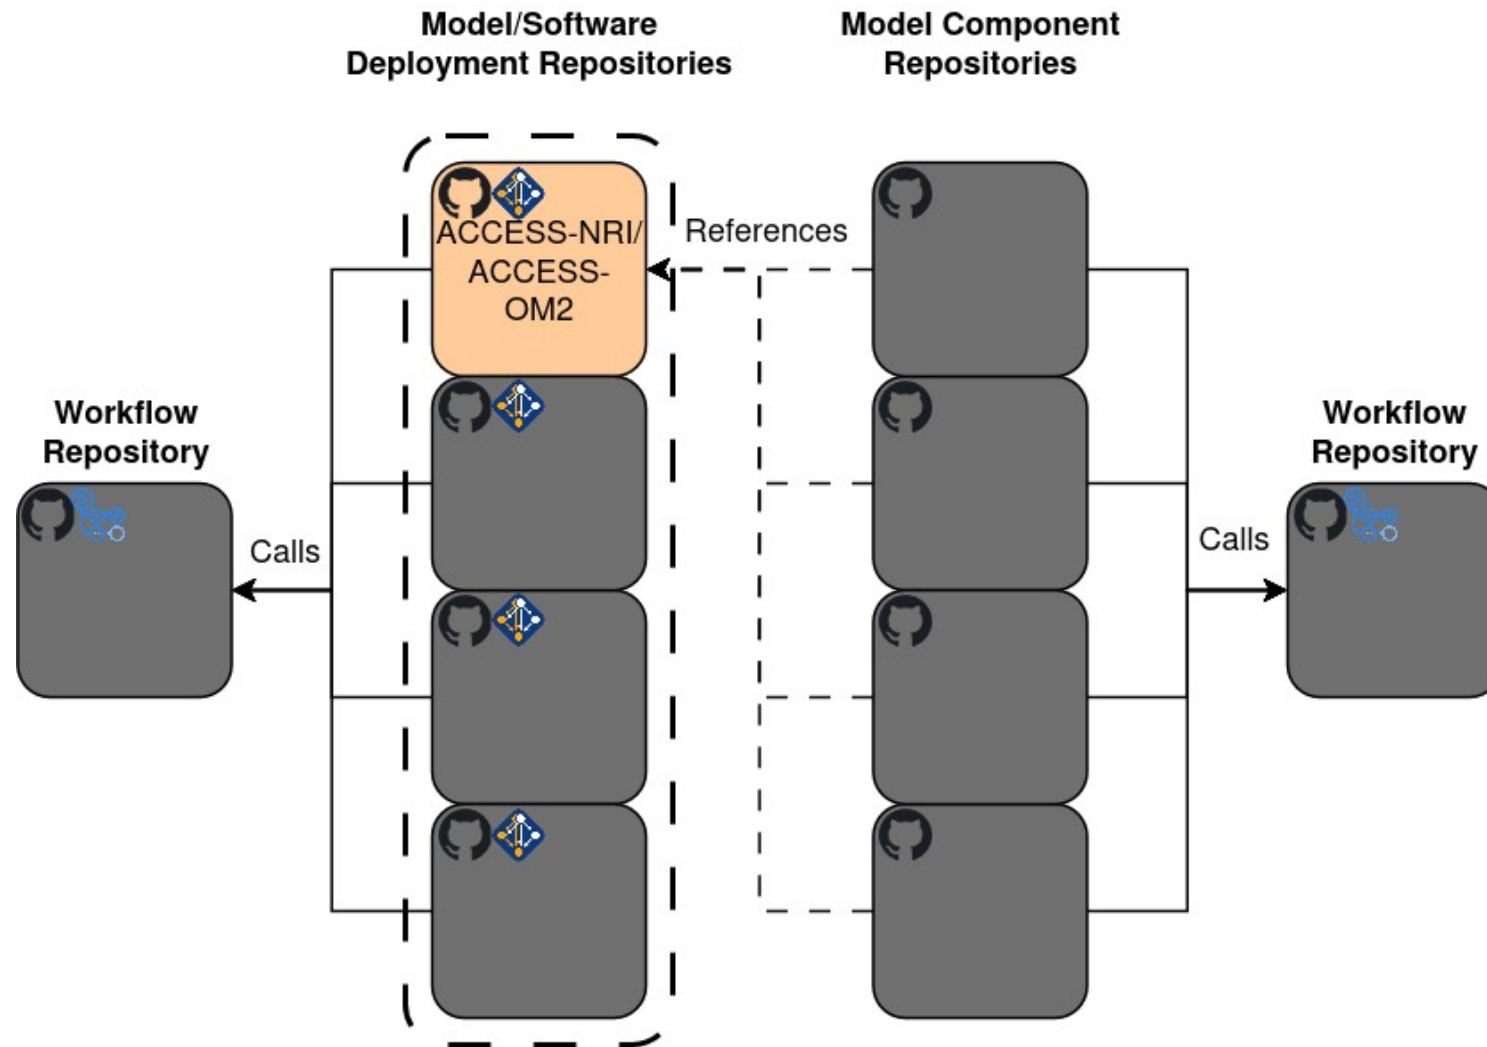 Model/Software
Deployment Repositories
Model Component
Repositories
ACCESS-NRI/
ACCESS-
OM2
References
Workflow
Repository
Calls
Workflow
Repository
Calls